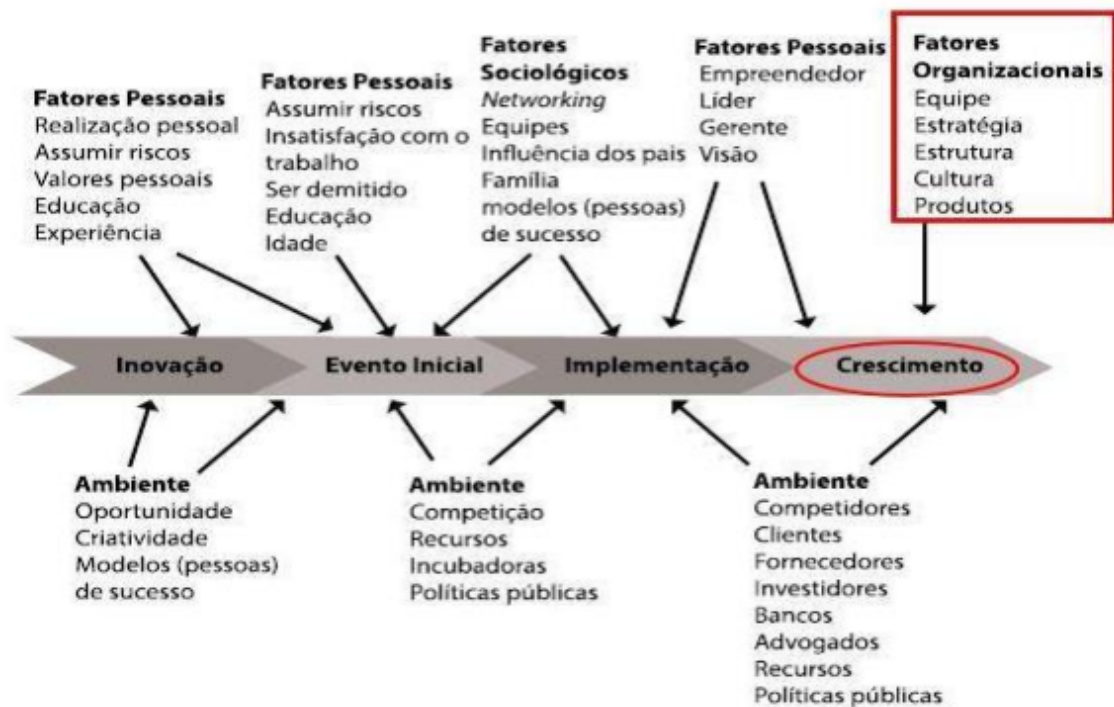 Fatores Pessoais
Realização pessoal
Assumir riscos
Valores pessoais
Educação
Experiência
Fatores Pessoais
Assumir riscos
Insatisfação com o
trabalho
Ser demitido
Educação
Idade
Fatores
Sociológicos
Networking
Equipes
Influência dos pais
Família
modelos (pessoas)
de sucesso
Fatores Pessoais
Empreendedor
Líder
Gerente
Visão
Fatores
Organizacionais
Equipe
Estratégia
Estrutura
Cultura
Produtos
Inovação
Evento Inicial
Implementação
Crescimento
Ambiente
Oportunidade
Criatividade
Modelos (pessoas)
de sucesso
Ambiente
Competição
Recursos
Incubadoras
Políticas públicas
Ambiente
Competidores
Clientes
Fornecedores
Investidores
Bancos
Advogados
Recursos
Políticas públicas